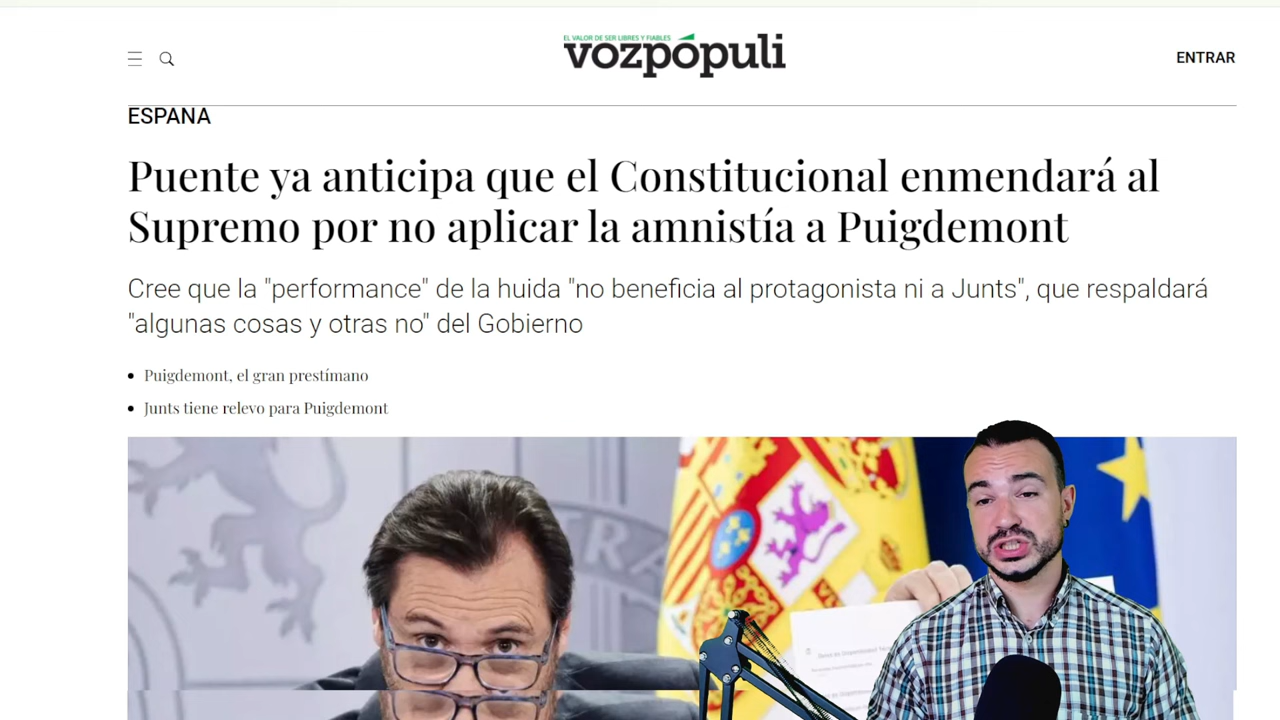 EL VALOR DE SER LIBRES Y FIABLES
vozpópuli
ENTRAR
ESPANA
Puente ya anticipa que el Constitucional enmendará al
Supremo por no aplicar la amnistía a Puigdemont
Cree que la "performance" de la huida "no beneficia al protagonista ni a Junts", que respaldará
"algunas cosas y otras no" del Gobierno
Puigdemont, el gran prestímano
Junts tiene relevo para Puigdemont